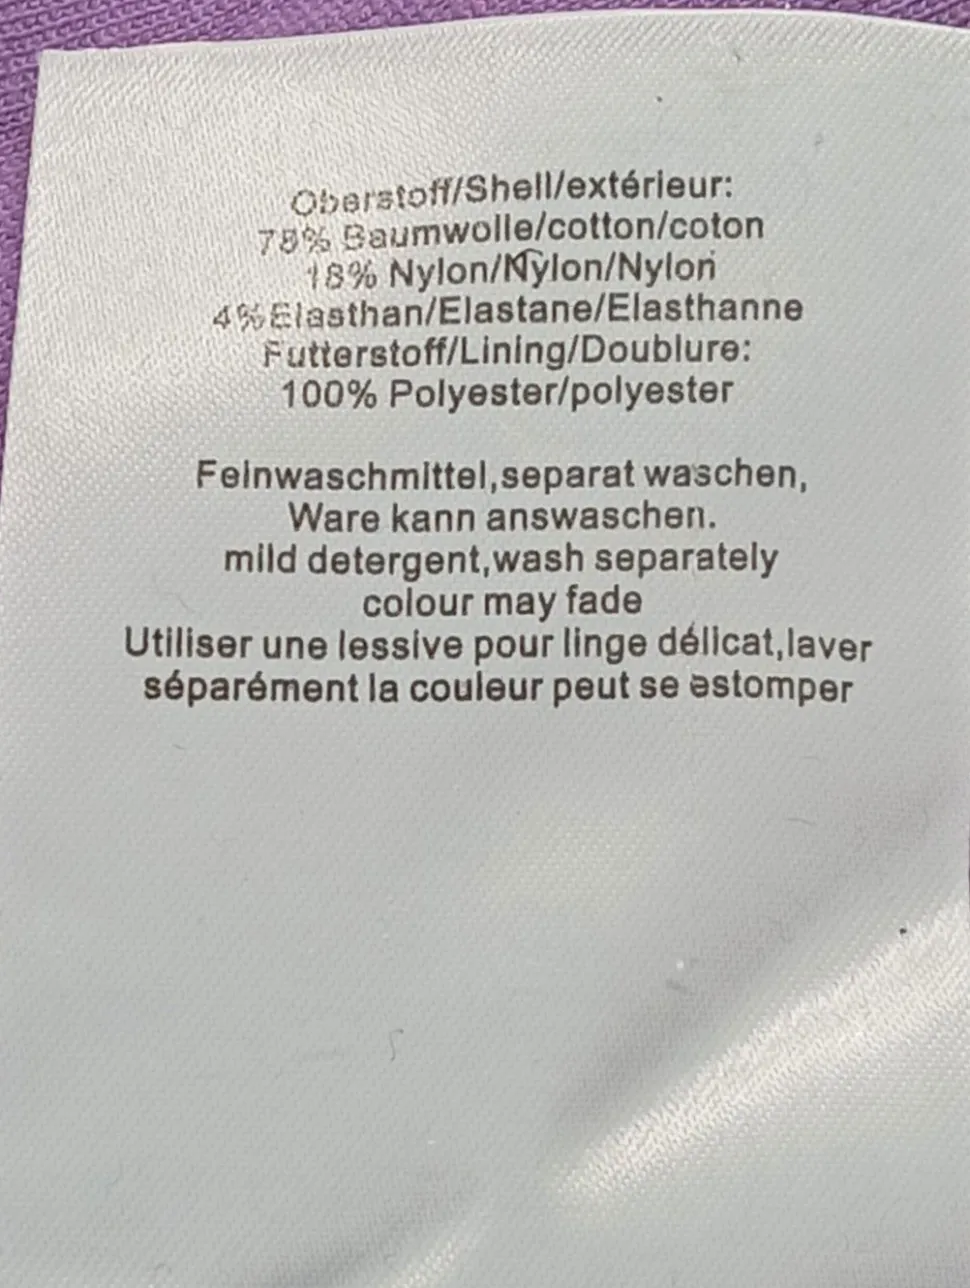 Oberstoff/Shell/extérieur:
78% Baumwolle/cotton/coton
18% Nylon/Nylon/Nylon
4%Elasthan/Elastane/Elasthanne
Futterstoff/Lining/Doublure:
100% Polyester/polyester
Feinwaschmittel,separat waschen,
Ware kann answaschen.
mild detergent,wash separately
colour may fade
Utiliser une lessive pour linge délicat,laver
séparément la couleur peut se estomper